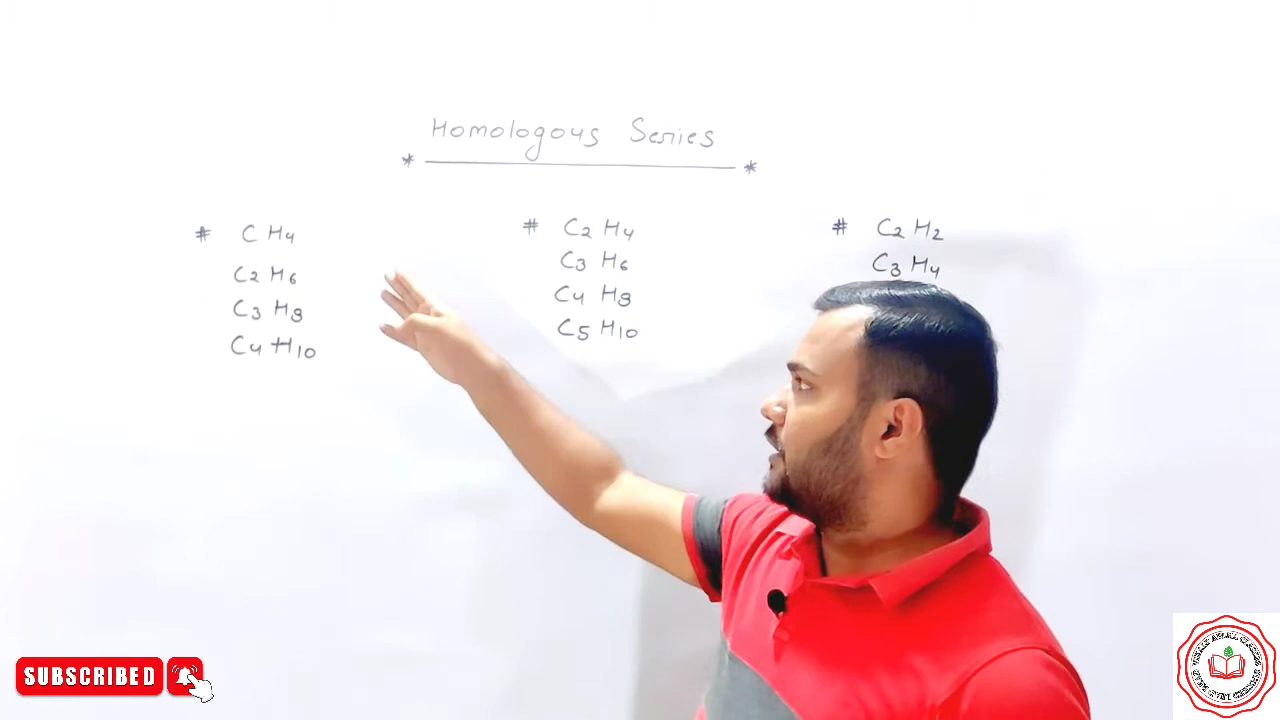 Homologous Series
* *
# CH4
C2H6
C3H8
C4H10
# C2H4
C3H6
C4H8
C5H10
# C2H2
C3H4
SUBSCRIBED